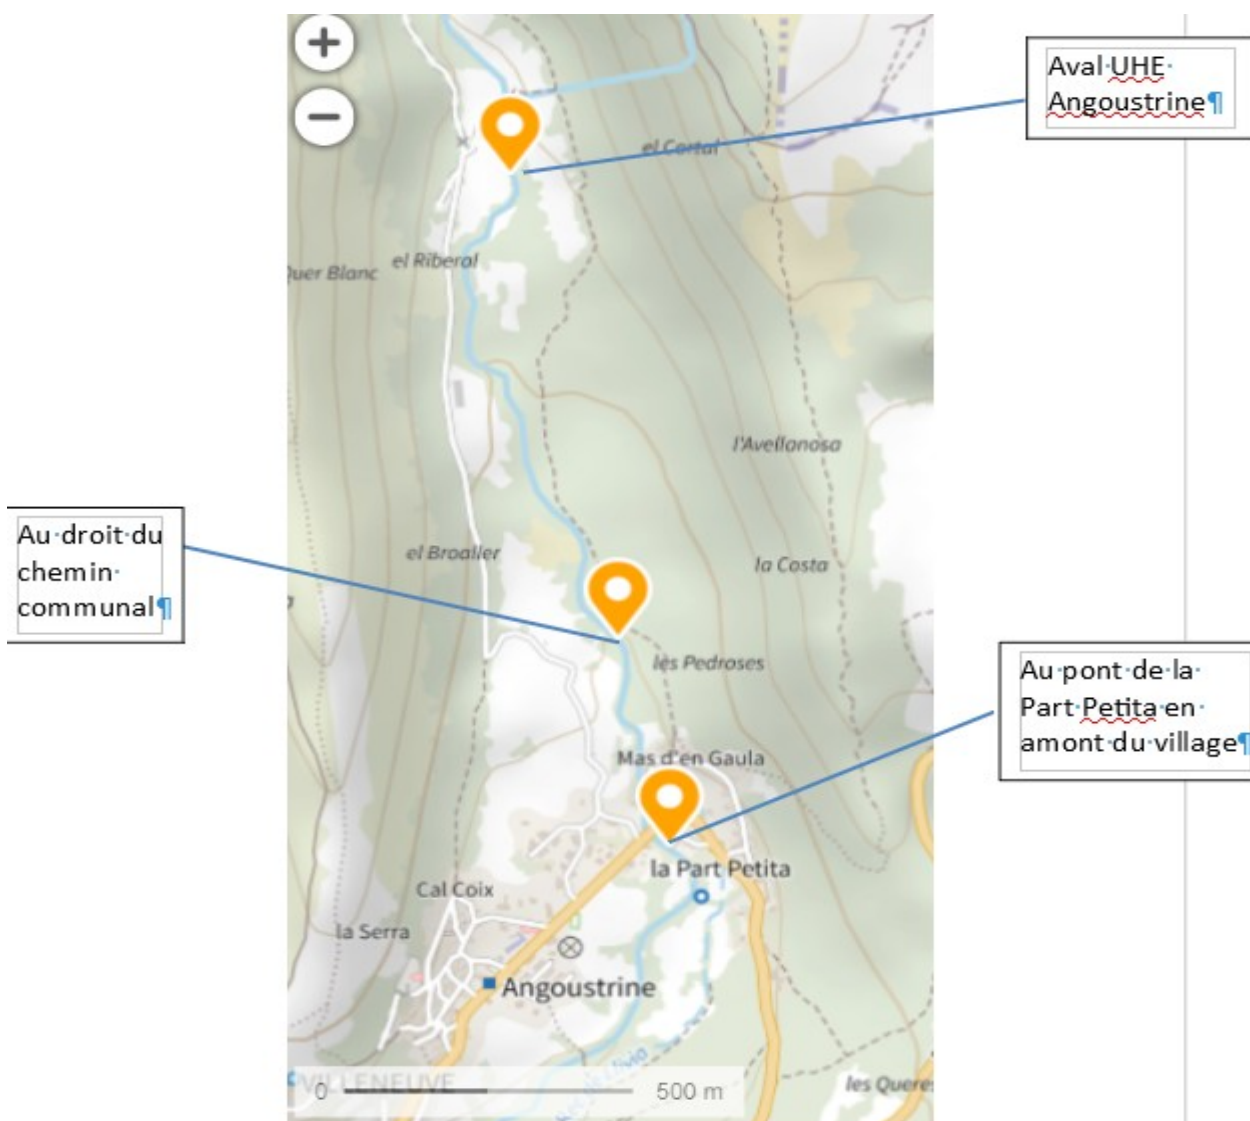 Aval UHE
Angoustrine¶
el Cortal
el Riberal
Quer Blanc
l'Avellanosa
Au droit du
chemin
communal¶
el Broaller
la Costa
les Pedroses
Au pont de la
Part Petita en
amont du village¶
Mas d'en Gaula
la Part Petita
Cal Coix
la Serra
Angoustrine
VILLENEUVE
0
500 m
les Queres